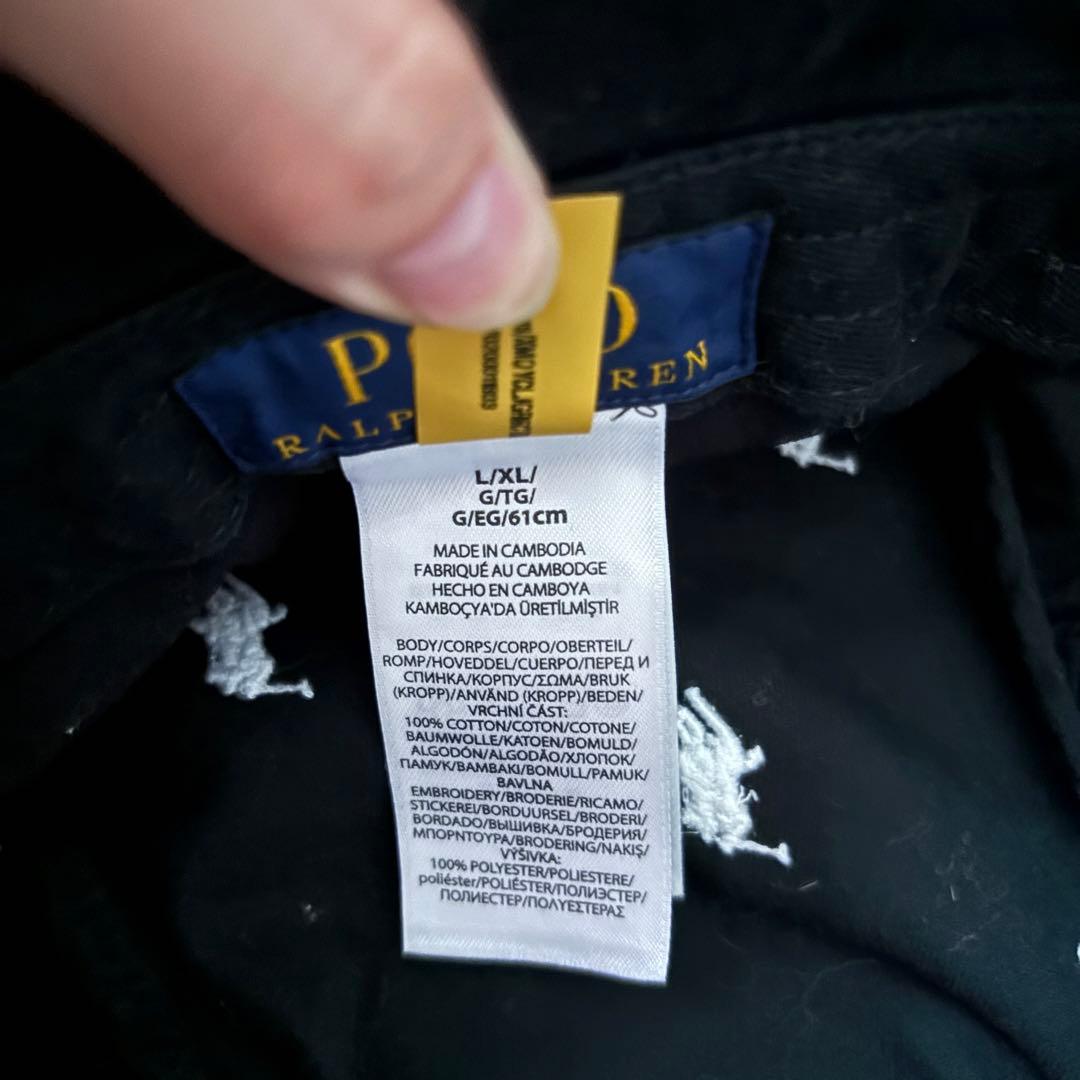 P O
RALP REN
L/XL/
G/TG/
G/EG/61cm
MADE IN CAMBODIA
FABRIQUÉ AU CAMBODGE
HECHO EN CAMBOYA
KAMBOÇYA'DA ÜRETİLMİŞTİR
BODY/CORPS/CORPO/OBERTEIL/
ROMP/HOVEDDEL/CUERPO/ПЕРЕД И
СПИНКА/КОРПУС/ΣΩΜΑ/BRUK
(KROPP)/ANVÄND (KROPP)/BEDEN/
VRCHNÍ ČÁST:
100% COTTON/COTON/COTONE/
BAUMWOLLE/KATOEN/BOMULD/
ALGODÓN/ALGODÃO/ХЛОПОК/
ПАМУК/ΒΑΜΒΑΚΙ/BOMULL/PAMUK/
BAVLNA
EMBROIDERY/BRODERIE/RICAMO/
STICKEREI/BORDUURSEL/BRODERI/
BORDADO/ВЫШИВКА/БРОДЕРИЯ/
ΜΠΟΡΝΤΟΥΡΑ/BRODERING/NAKIŞ/
VÝŠIVKA:
100% POLYESTER/POLIESTERE/
poliéster/POLIÉSTER/ПОЛИЭСТЕР/
ПОЛИЕСТЕР/ΠΟΛΥΕΣΤΕΡΑΣ